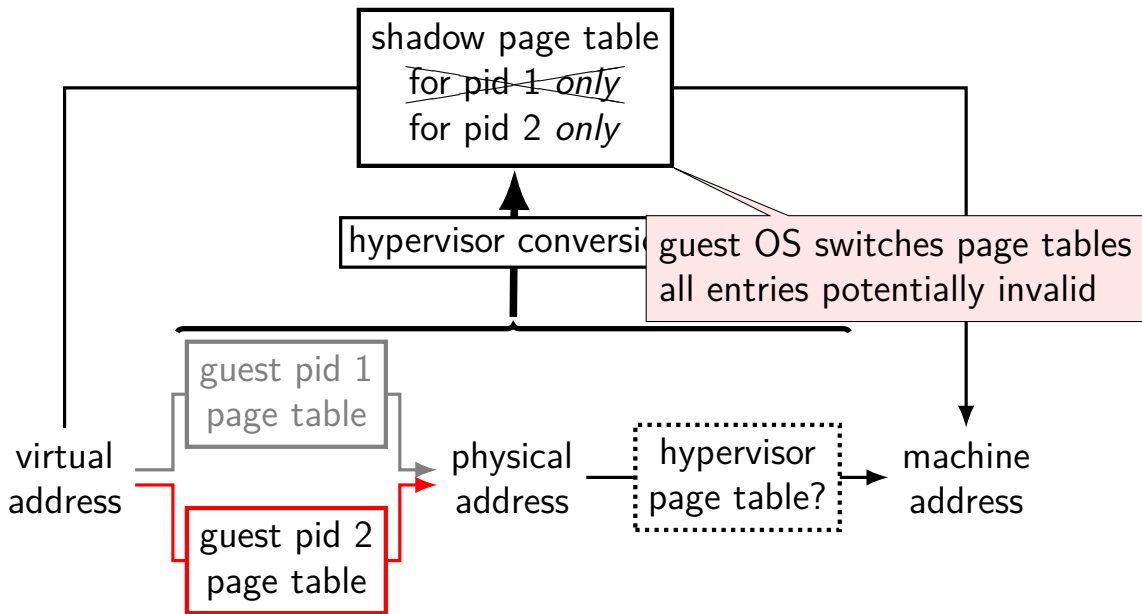 shadow page table
for pid 1 only
for pid 2 only
hypervisor conversi
guest OS switches page tables
all entries potentially invalid
guest pid 1
page table
virtual
address
physical
address
hypervisor
page table?
machine
address
guest pid 2
page table